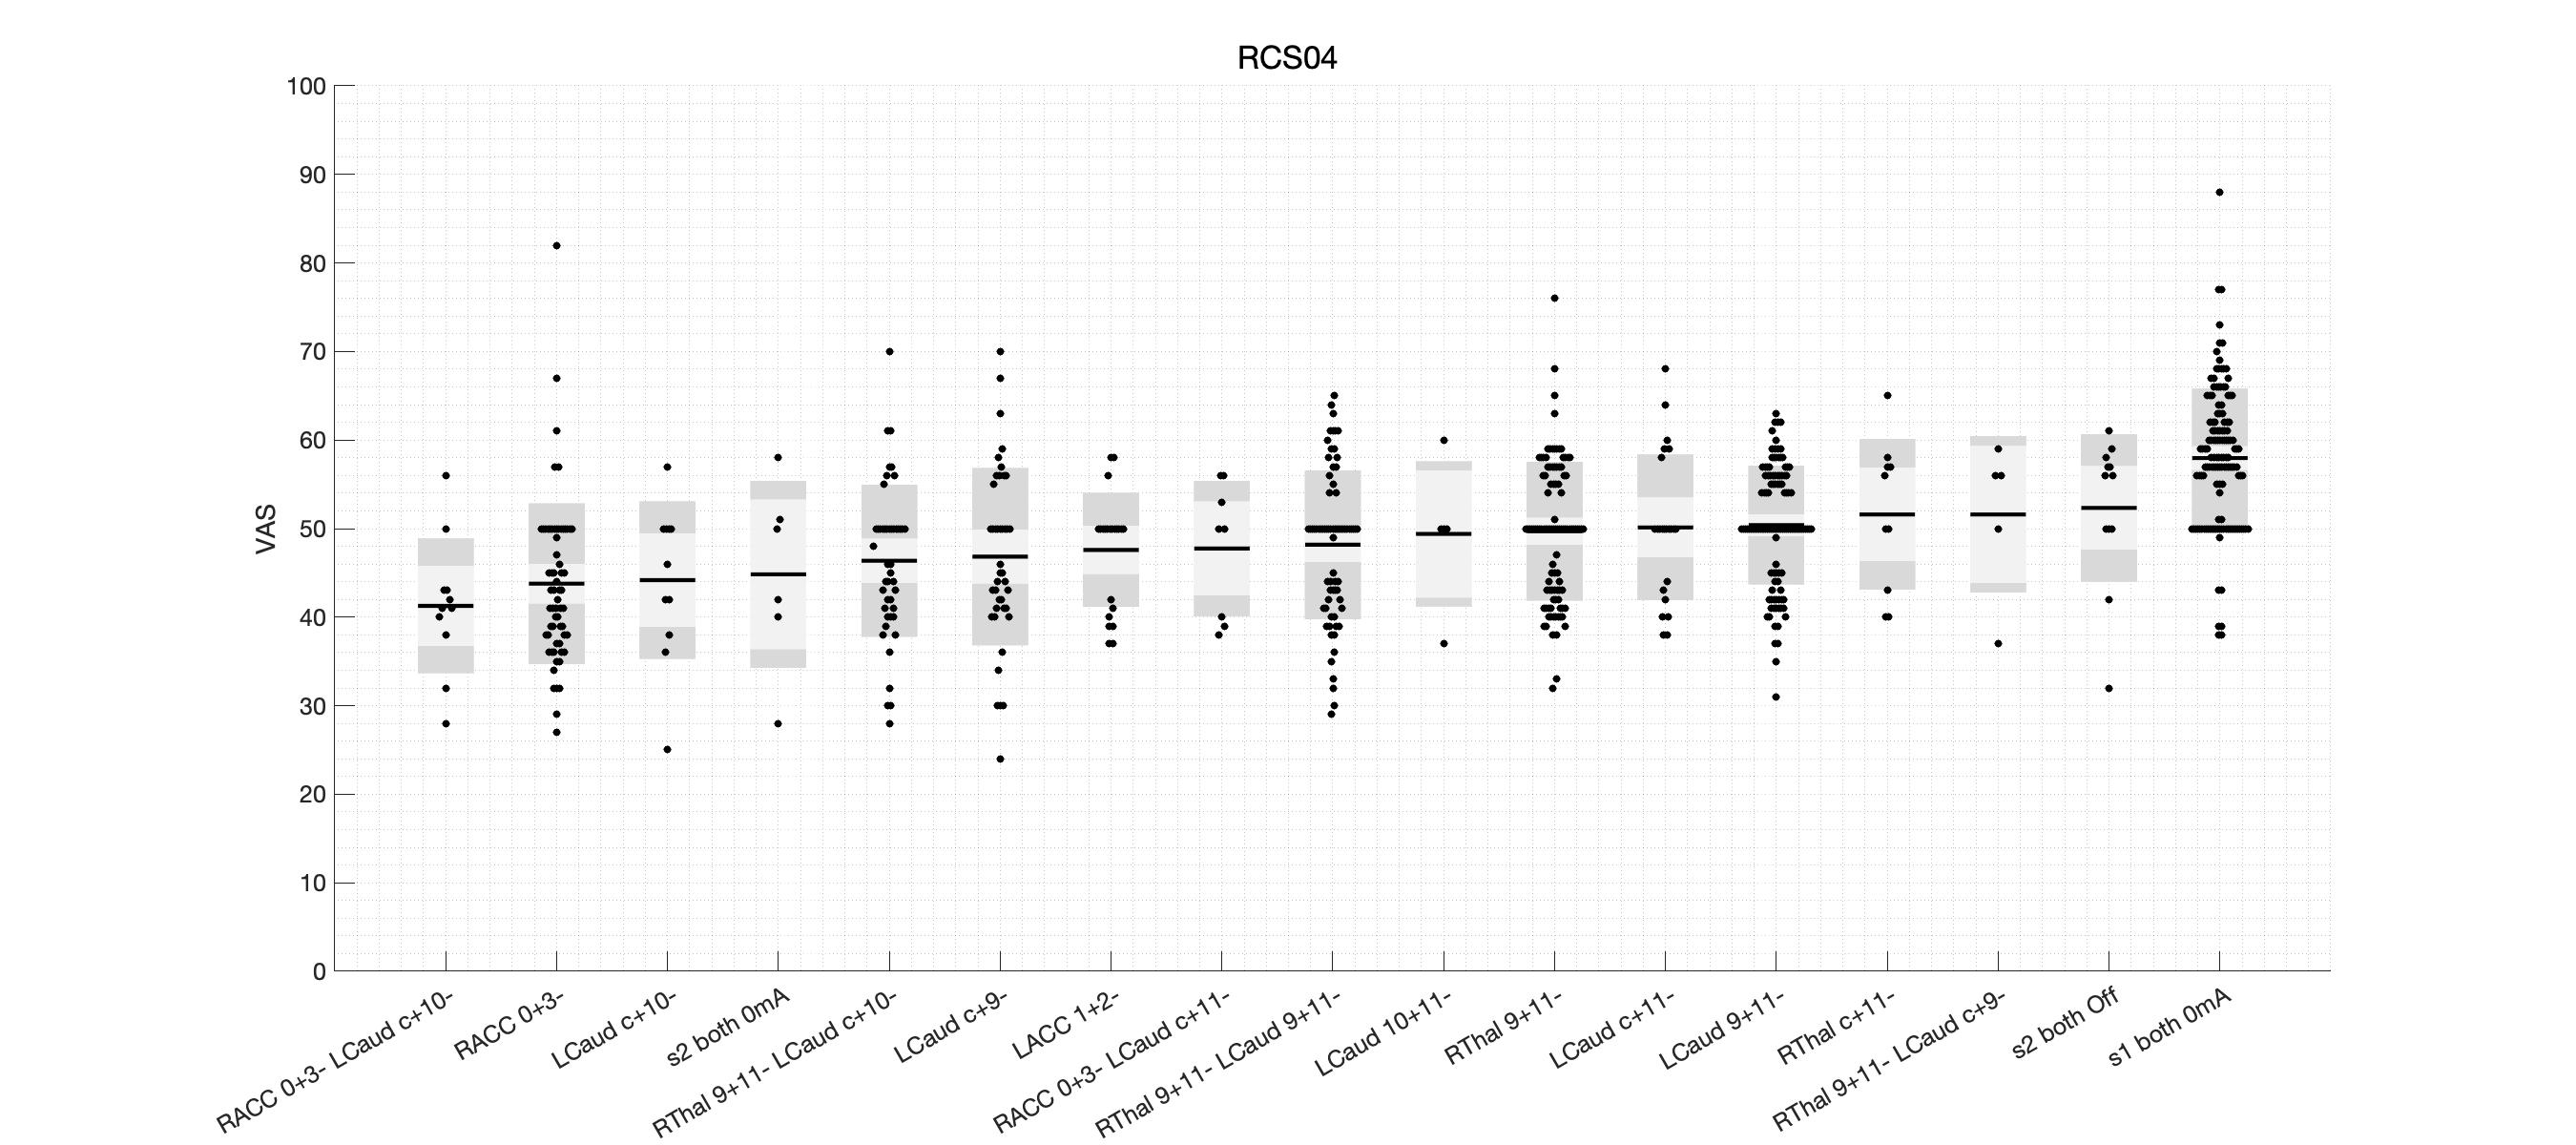 RCS04
100
90
80
70
60
50
40
30
20
10
0
VAS
RACC 0+3- LCaud c+10-
RACC 0+3-
LCaud c+10-
s2 both 0mA
RThal 9+11- LCaud c+10-
LCaud c+9-
LACC 1+2-
RACC 0+3- LCaud c+11-
RThal 9+11- LCaud 9+11-
LCaud 10+11-
RThal 9+11-
LCaud c+11-
LCaud 9+11-
RThal c+11-
RThal 9+11- LCaud c+9-
s2 both Off
s1 both 0mA